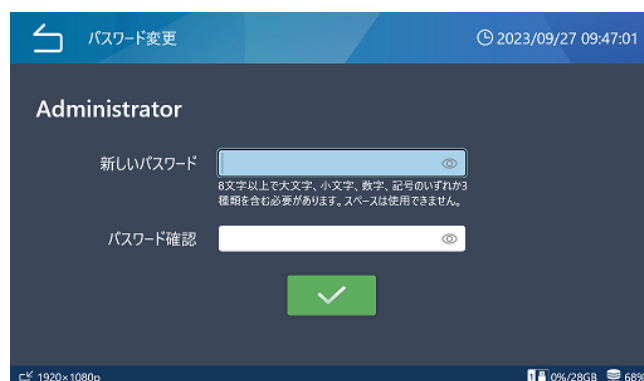 パスワード変更
2023/09/27 09:47:01
Administrator
新しいパスワード
8文字以上で大文字、小文字、数字、記号のいずれか3
種類を含む必要があります。スペースは使用できません。
パスワード確認
1920×1080p
1 0%/28GB 68%